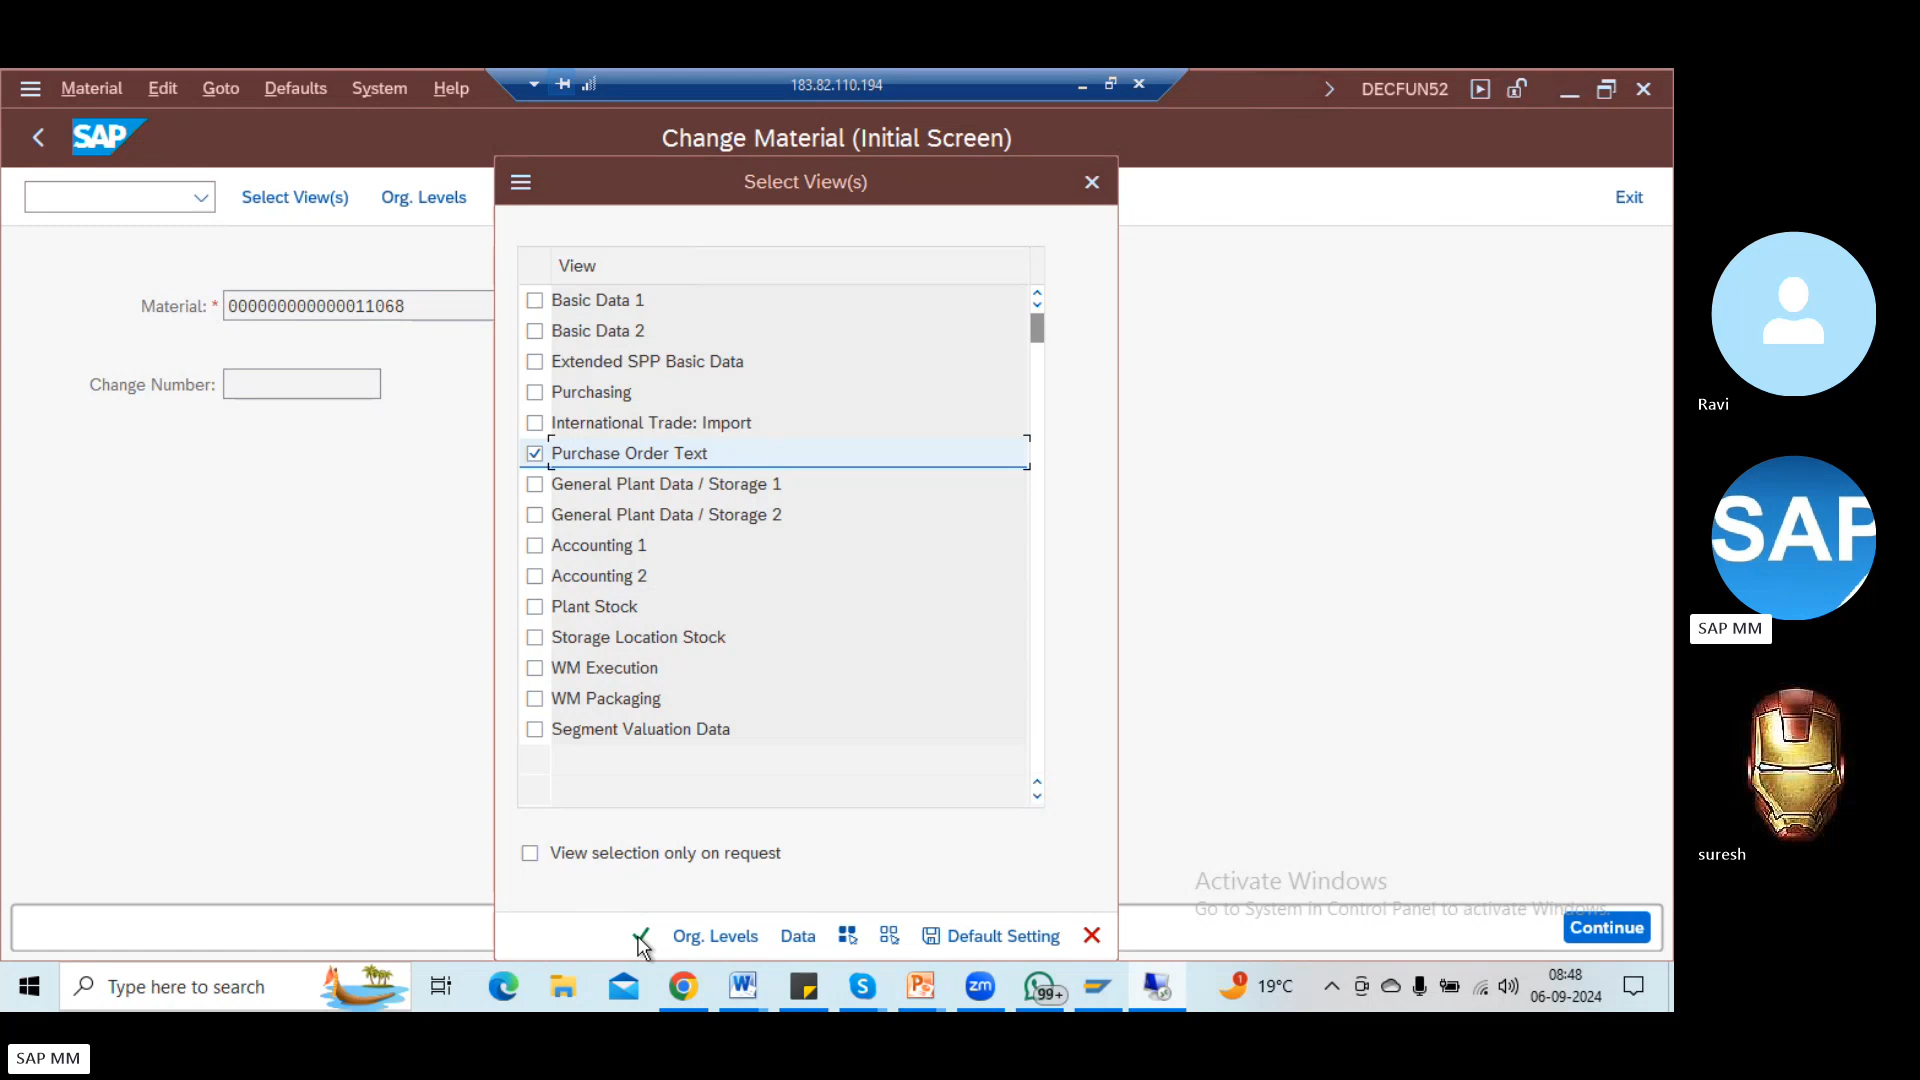 Material Edit Goto Defaults System Help
183.82.110.194
DECFUN52
SAP
Change Material (Initial Screen)
Select View(s) Org. Levels
Exit
Material: * 000000000000011068
Change Number:
Select View(s)
View
Basic Data 1
Basic Data 2
Extended SPP Basic Data
Purchasing
International Trade: Import
Purchase Order Text
General Plant Data / Storage 1
General Plant Data / Storage 2
Accounting 1
Accounting 2
Plant Stock
Storage Location Stock
WM Execution
WM Packaging
Segment Valuation Data
View selection only on request
Org. Levels Data Default Setting
Activate Windows
Go to System in Control Panel to activate Windows.
Continue
Type here to search
W
S
P
zm
99+
1
19°C
08:48
06-09-2024
Ravi
SAP
SAP MM
suresh
SAP MM